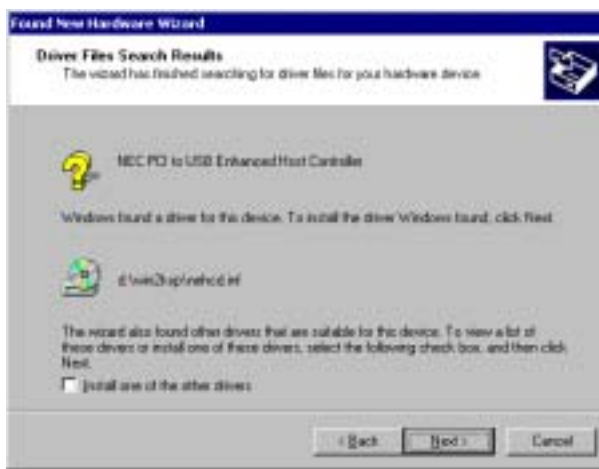 Found New Hardware Wizard
Driver Files Search Results
The wizard has finished searching for driver files for your hardware device.
NEC PCI to USB Enhanced Host Controller
Windows found a driver for this device. To install the driver Windows found, click Next.
d:\win2kxp\nehcd.inf
The wizard also found other drivers that are suitable for this device. To view a list of
these drivers or install one of these drivers, select the following check box, and then click
Next.
Install one of the other drivers
< Back
Next >
Cancel